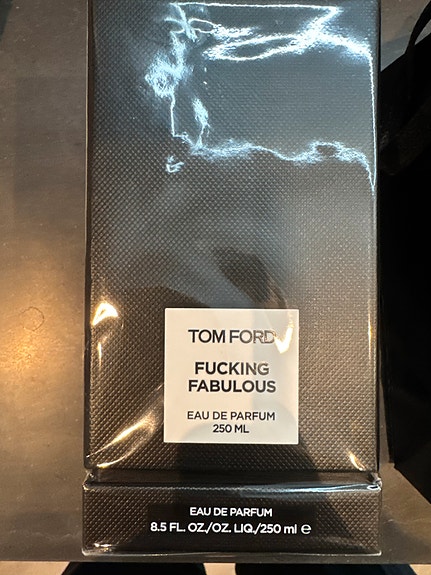 TOM FORD
FUCKING
FABULOUS
EAU DE PARFUM
250 ML
EAU DE PARFUM
8.5 FL. OZ./OZ. LIQ./250 ml ℮